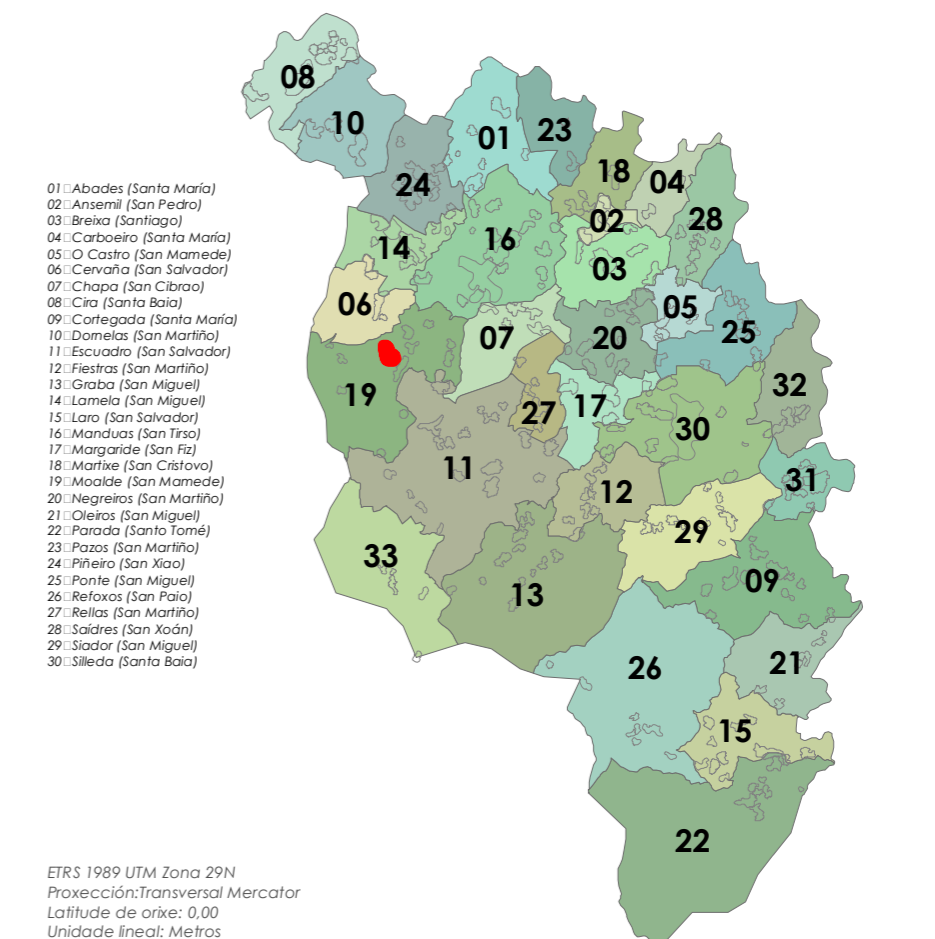 08
10
01
23
24
18
04
02
28
14
16
03
06
05
25
07
20
19
27
17
32
30
11
12
31
29
33
13
09
26
21
15
22
01 Abades (Santa María)
02 Ansemil (San Pedro)
03 Breixa (Santiago)
04 Carboeiro (Santa María)
05 O Castro (San Mamede)
06 Cervaña (San Salvador)
07 Chapa (San Cibrao)
08 Cira (Santa Baia)
09 Cortegada (Santa María)
10 Dornelas (San Martiño)
11 Escuadro (San Salvador)
12 Fiestras (San Martiño)
13 Graba (San Miguel)
14 Lamela (San Miguel)
15 Laro (San Salvador)
16 Manduas (San Tirso)
17 Margaride (San Fiz)
18 Martixe (San Cristovo)
19 Moalde (San Mamede)
20 Negreiros (San Martiño)
21 Oleiros (San Miguel)
22 Parada (Santo Tomé)
23 Pazos (San Martiño)
24 Piñeiro (San Xiao)
25 Ponte (San Miguel)
26 Refoxos (San Paio)
27 Rellas (San Martiño)
28 Saídres (San Xoán)
29 Siador (San Miguel)
30 Silleda (Santa Baia)
ETRS 1989 UTM Zona 29N
Proxección:Transversal Mercator
Latitude de orixe: 0,00
Unidade lineal: Metros